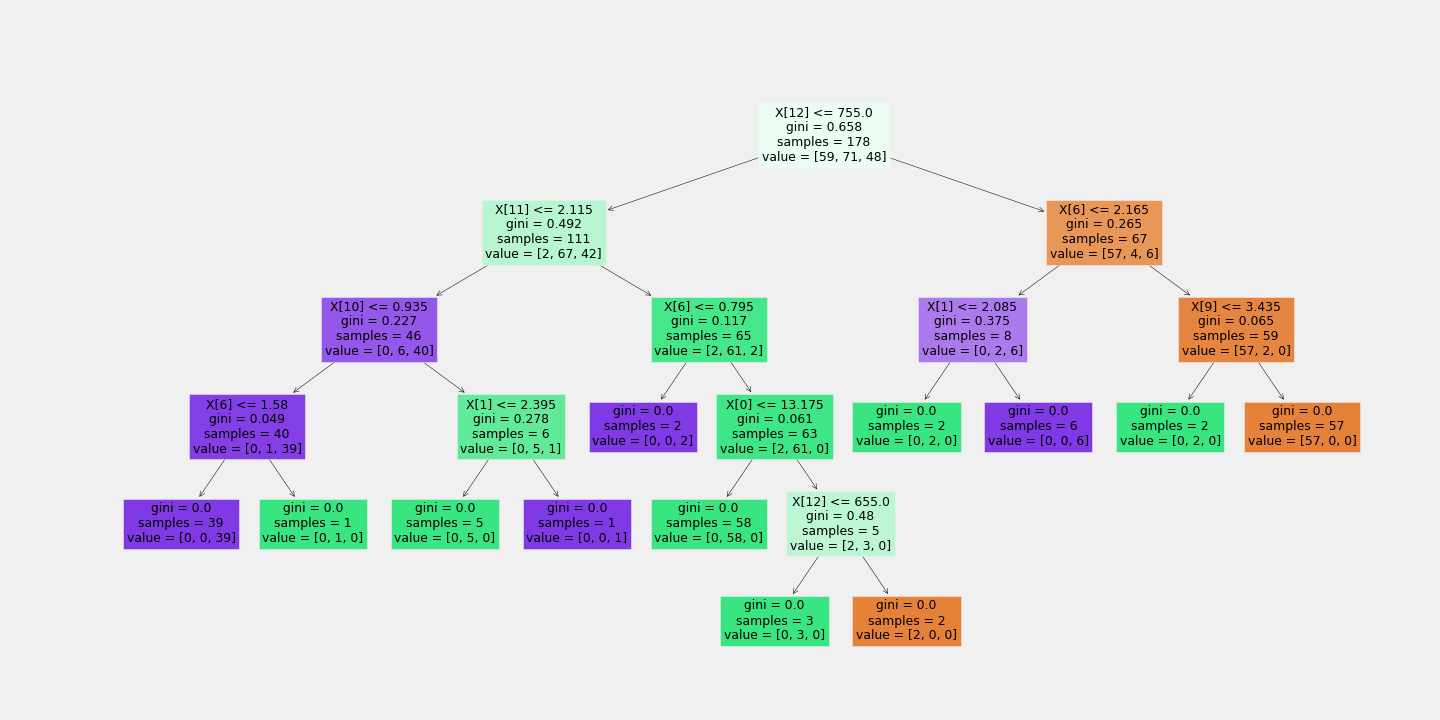 X[12] <= 755.0
gini = 0.658
samples = 178
value = [59, 71, 48]
X[11] <= 2.115
gini = 0.492
samples = 111
value = [2, 67, 42]
X[6] <= 2.165
gini = 0.265
samples = 67
value = [57, 4, 6]
X[10] <= 0.935
gini = 0.227
samples = 46
value = [0, 6, 40]
X[6] <= 0.795
gini = 0.117
samples = 65
value = [2, 61, 2]
X[1] <= 2.085
gini = 0.375
samples = 8
value = [0, 2, 6]
X[9] <= 3.435
gini = 0.065
samples = 59
value = [57, 2, 0]
X[6] <= 1.58
gini = 0.049
samples = 40
value = [0, 1, 39]
X[1] <= 2.395
gini = 0.278
samples = 6
value = [0, 5, 1]
gini = 0.0
samples = 2
value = [0, 0, 2]
X[0] <= 13.175
gini = 0.061
samples = 63
value = [2, 61, 0]
gini = 0.0
samples = 2
value = [0, 2, 0]
gini = 0.0
samples = 6
value = [0, 0, 6]
gini = 0.0
samples = 2
value = [0, 2, 0]
gini = 0.0
samples = 57
value = [57, 0, 0]
gini = 0.0
samples = 39
value = [0, 0, 39]
gini = 0.0
samples = 1
value = [0, 1, 0]
gini = 0.0
samples = 5
value = [0, 5, 0]
gini = 0.0
samples = 1
value = [0, 0, 1]
gini = 0.0
samples = 58
value = [0, 58, 0]
X[12] <= 655.0
gini = 0.48
samples = 5
value = [2, 3, 0]
gini = 0.0
samples = 3
value = [0, 3, 0]
gini = 0.0
samples = 2
value = [2, 0, 0]